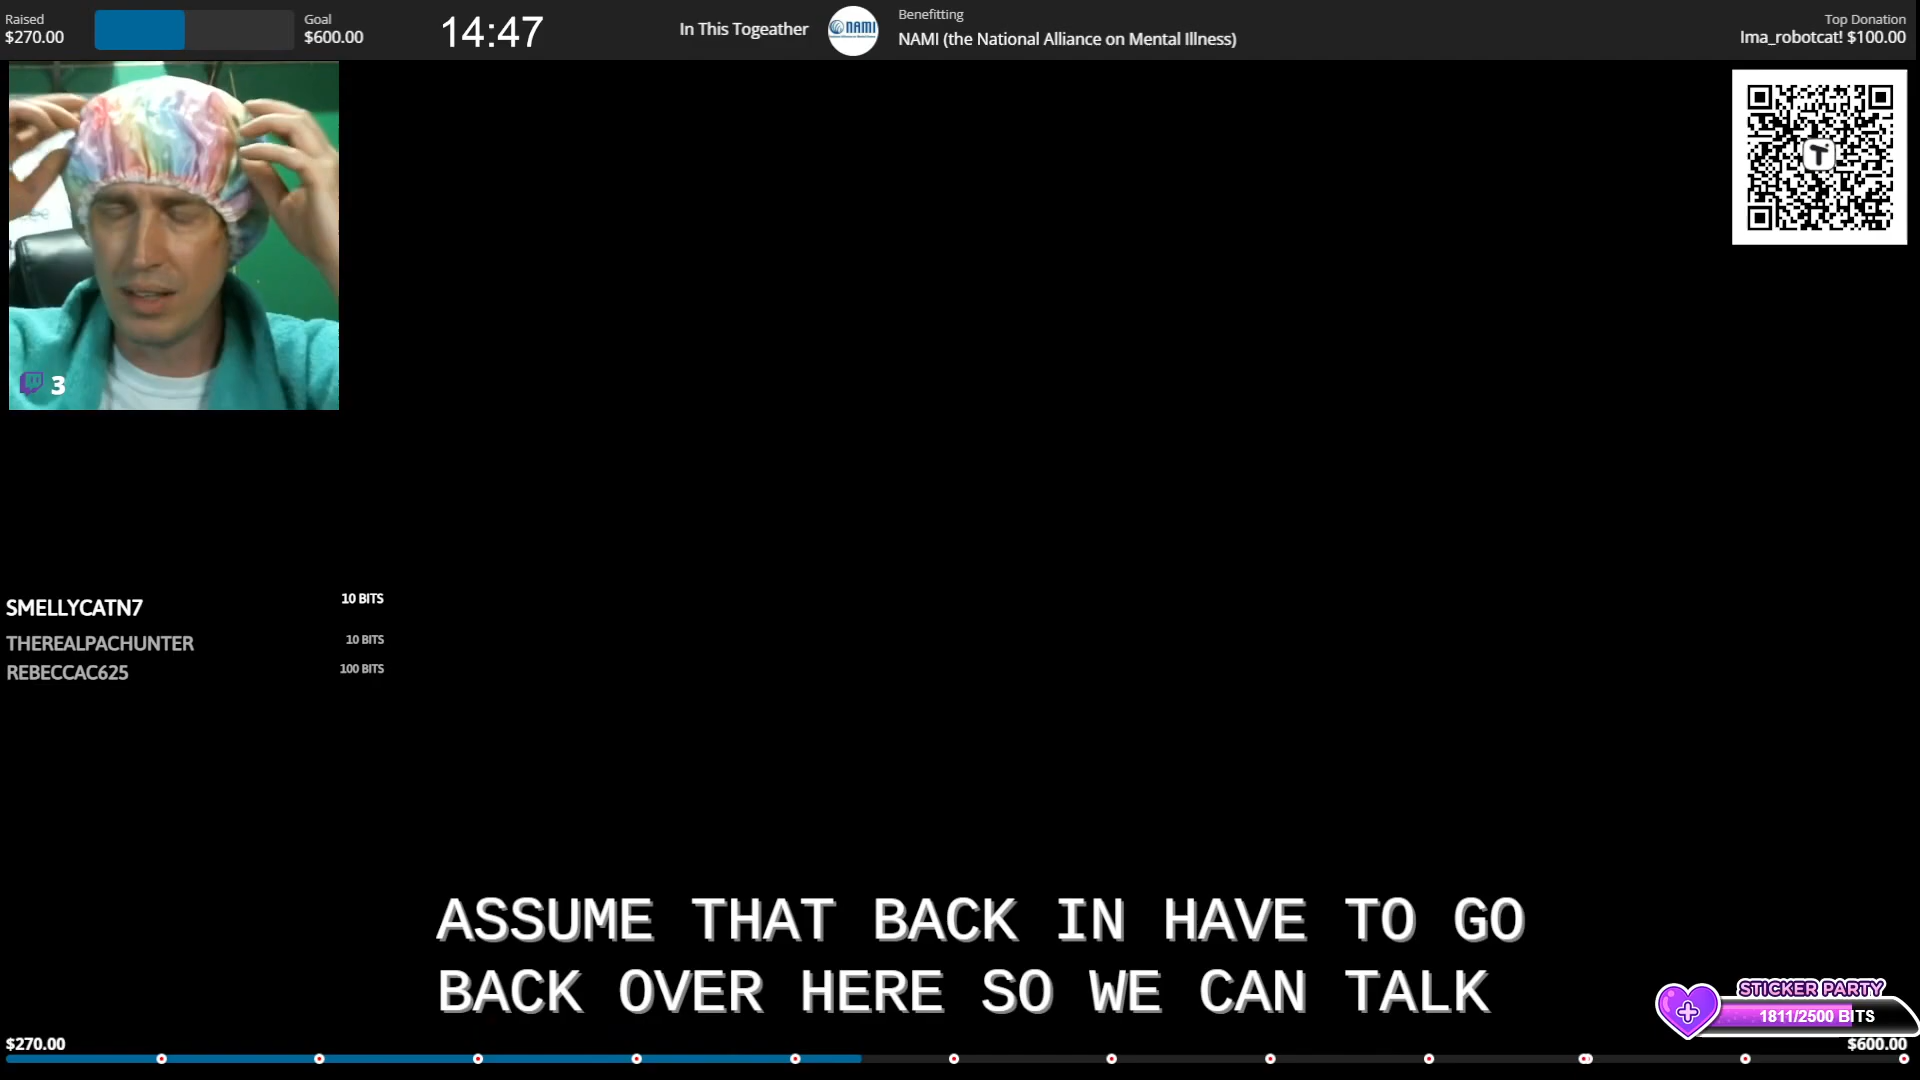 Raised
$270.00
Goal
$600.00
14:47
In This Togeather
NAMI
Benefitting
NAMI (the National Alliance on Mental Illness)
Top Donation
Ima_robotcat! $100.00
T
3
SMELLYCATN7 10 BITS
THEREALPACHUNTER 10 BITS
REBECCAC625 100 BITS
ASSUME THAT BACK IN HAVE TO GO
BACK OVER HERE SO WE CAN TALK
STICKER PARTY
1811/2500 BITS
$270.00
$600.00